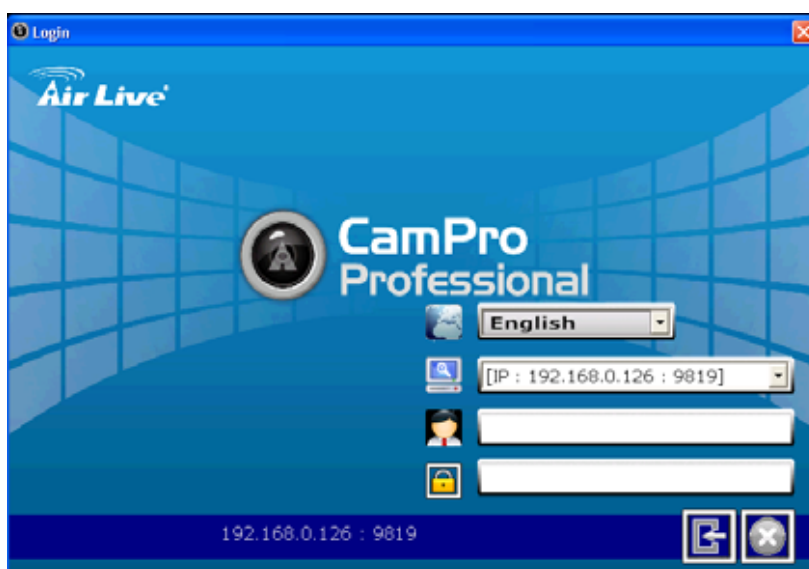 Login
Air Live
CamPro
Professional
English
[IP : 192.168.0.126 : 9819]
192.168.0.126 : 9819